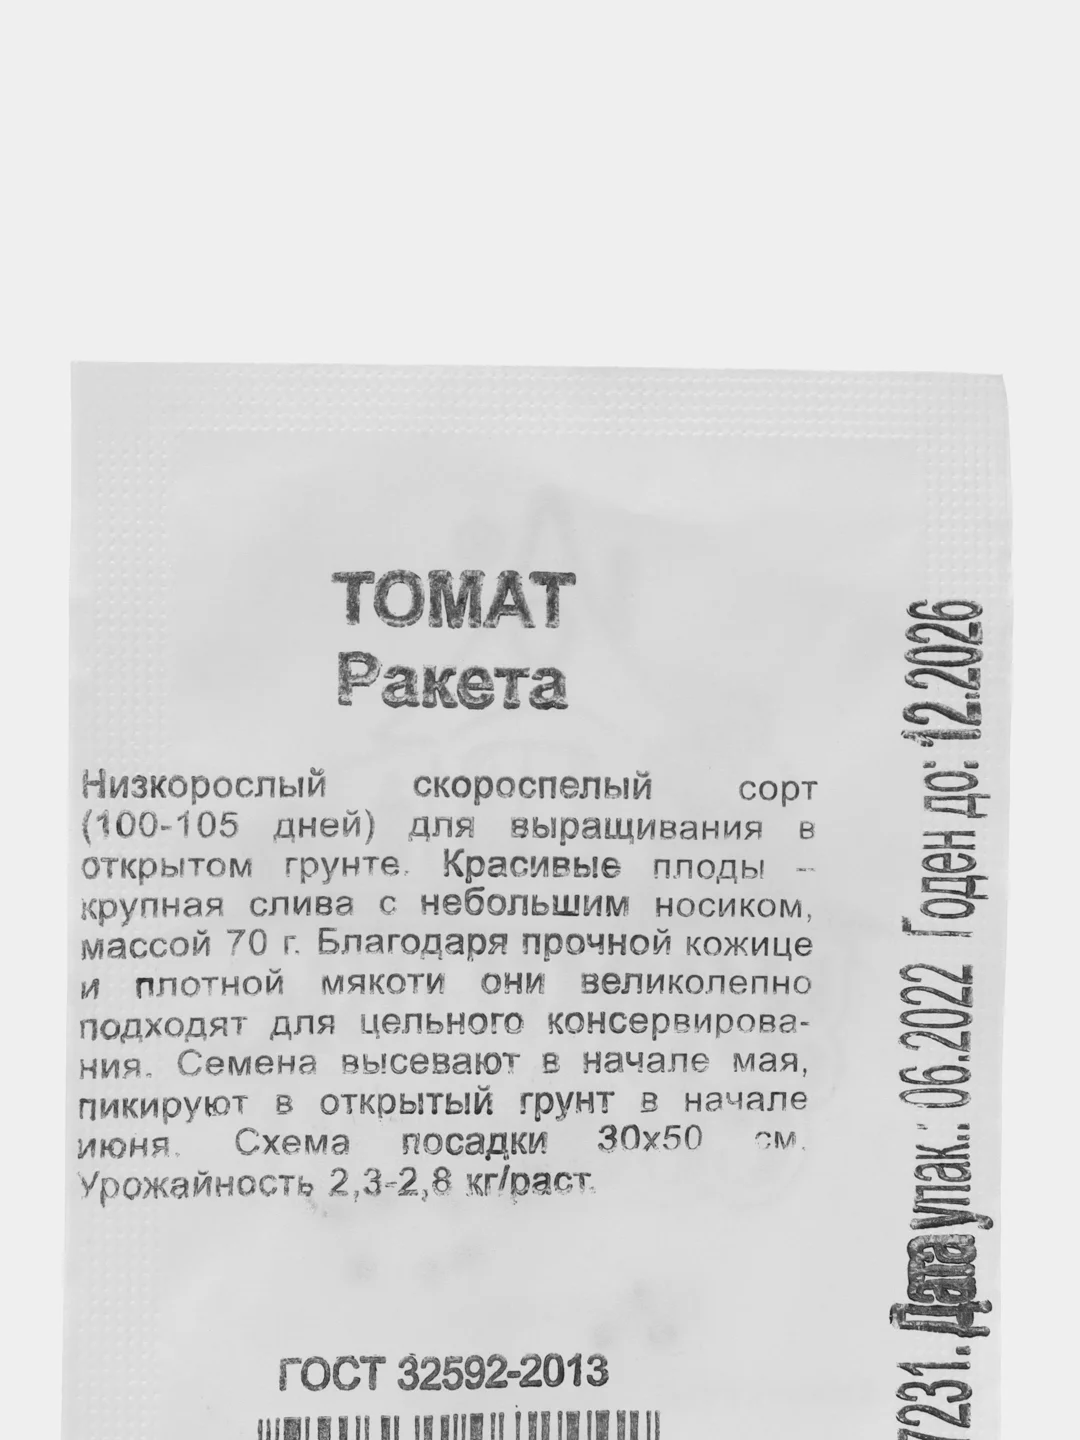 ТОМАТ
Ракета
Низкорослый скороспелый сорт
(100-105 дней) для выращивания в
открытом грунте. Красивые плоды –
крупная слива с небольшим носиком,
массой 70 г. Благодаря прочной кожице
и плотной мякоти они великолепно
подходят для цельного консервирова-
ния. Семена высевают в начале мая,
пикируют в открытый грунт в начале
июня. Схема посадки 30х50 см.
Урожайность 2,3-2,8 кг/раст.
ГОСТ 32592-2013
7231. Дата упак.: 06.2022 Годен до: 12.2026